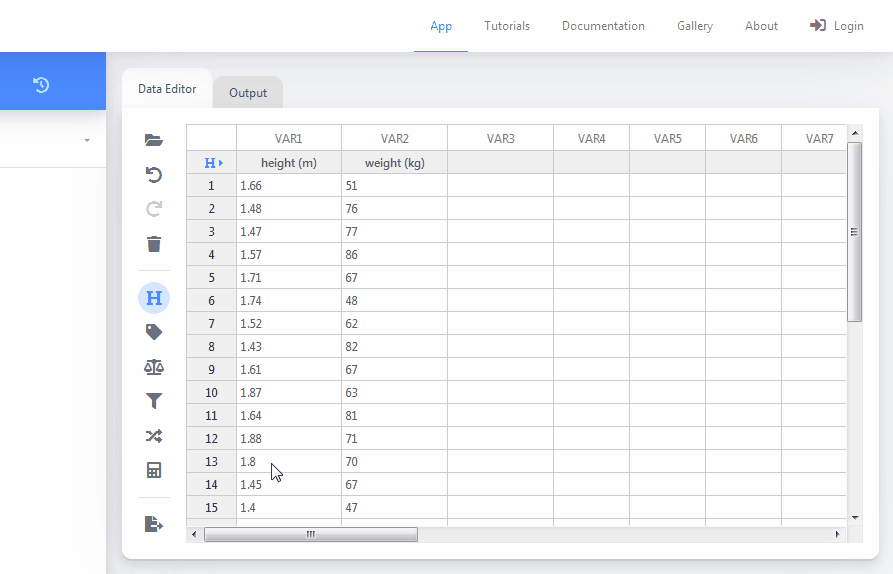 App Tutorials Documentation Gallery About Login
Data Editor Output
VAR1 VAR2 VAR3 VAR4 VAR5 VAR6 VAR7
H height (m) weight (kg)
1 1.66 51
2 1.48 76
3 1.47 77
4 1.57 86
5 1.71 67
6 1.74 48
7 1.52 62
8 1.43 82
9 1.61 67
10 1.87 63
11 1.64 81
12 1.88 71
13 1.8 70
14 1.45 67
15 1.4 47
H